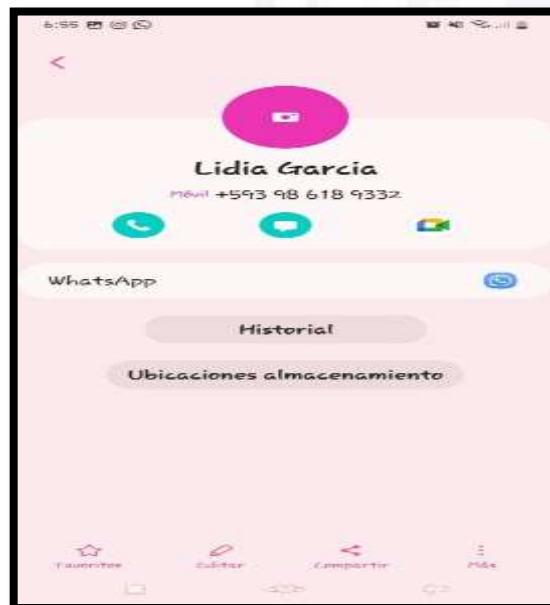 6:55
Lidia Garcia
Móvil +593 98 618 9332
WhatsApp
Historial
Ubicaciones almacenamiento
Favoritos Editar Compartir Más